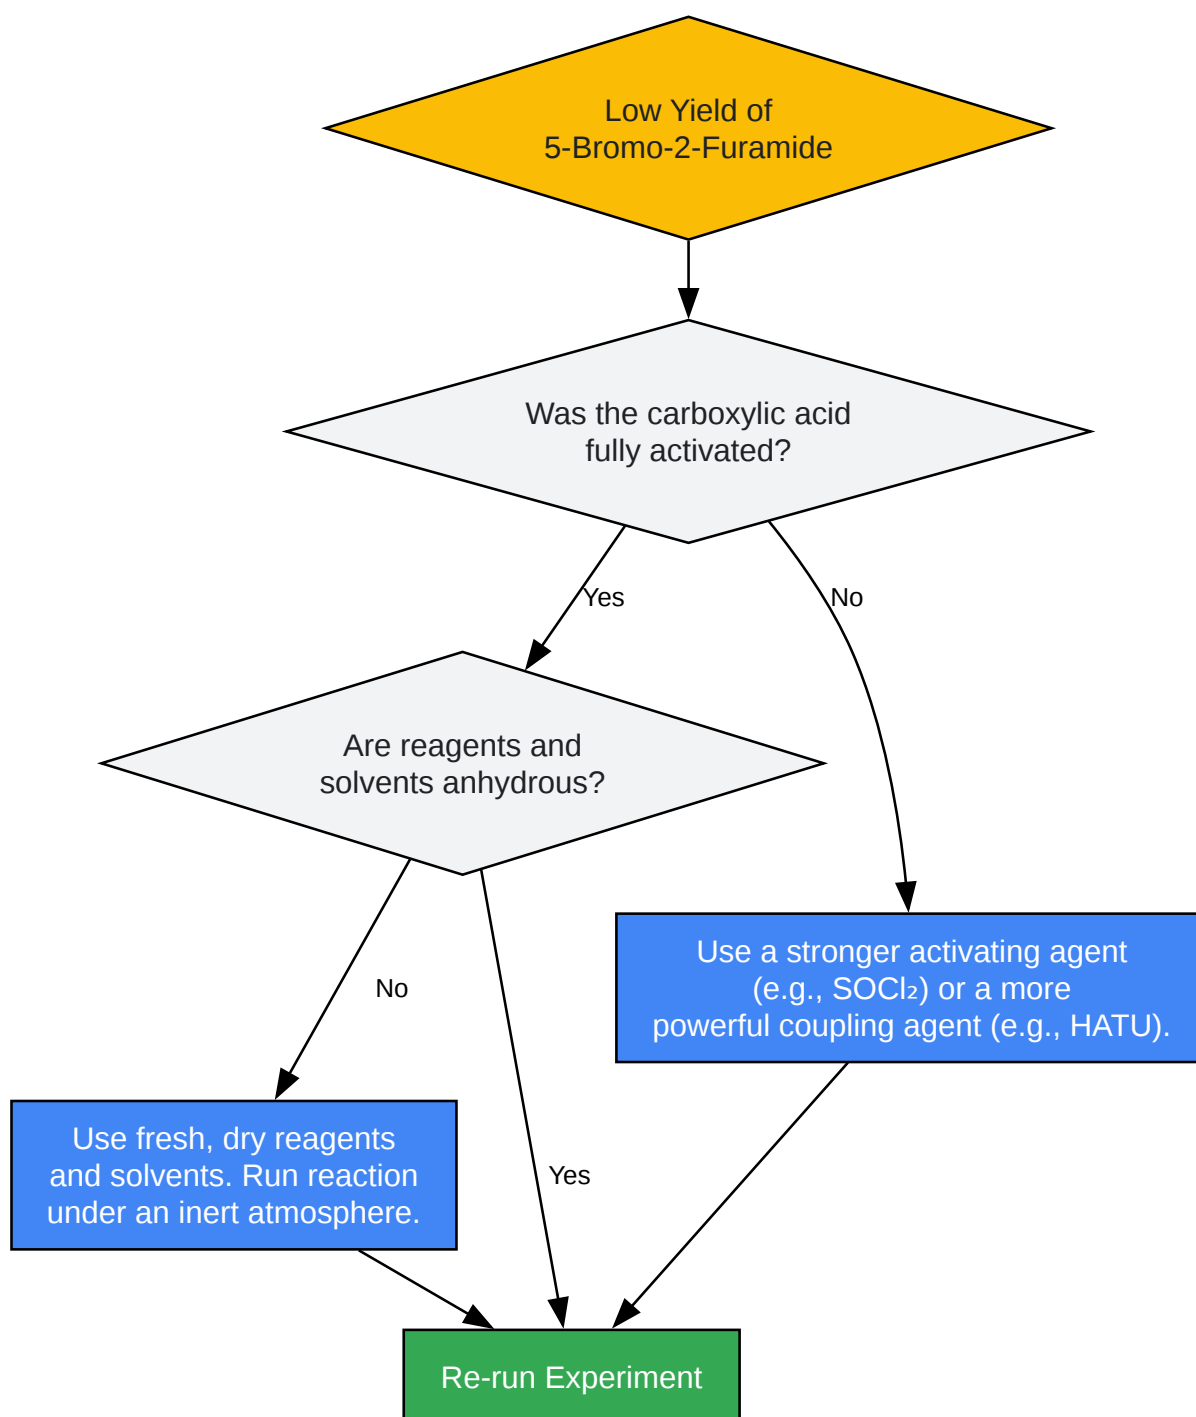 Low Yield of
5-Bromo-2-Furamide
Was the carboxylic acid
fully activated?
Yes
No
Are reagents and
solvents anhydrous?
Use a stronger activating agent
(e.g., SOCl₂) or a more
powerful coupling agent (e.g., HATU).
No
Use fresh, dry reagents
and solvents. Run reaction
under an inert atmosphere.
Yes
Re-run Experiment